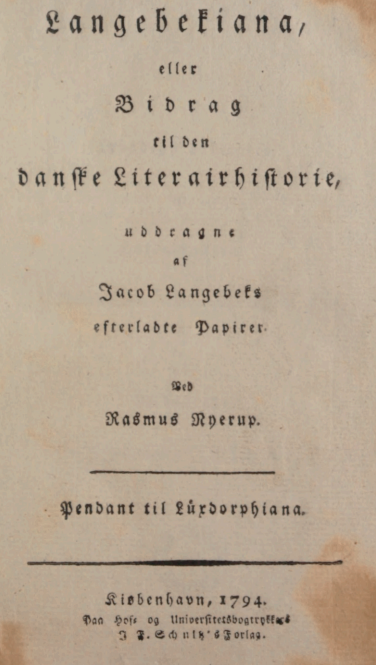 Langebekiana,
eller
Bidrag
til den
danske Literairhistorie,
uddragne
af
Jacob Langebeks
efterladte Papirer.
Ved
Rasmus Nyerup.
Pendant til Lüxdorphiana.
Kiøbenhavn, 1794.
Paa Hof- og Universitetsbogtrykker
J. F. Schultz's Forlag.